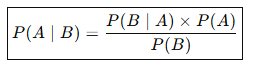 P(A | B) = P(B | A) × P(A) / P(B)